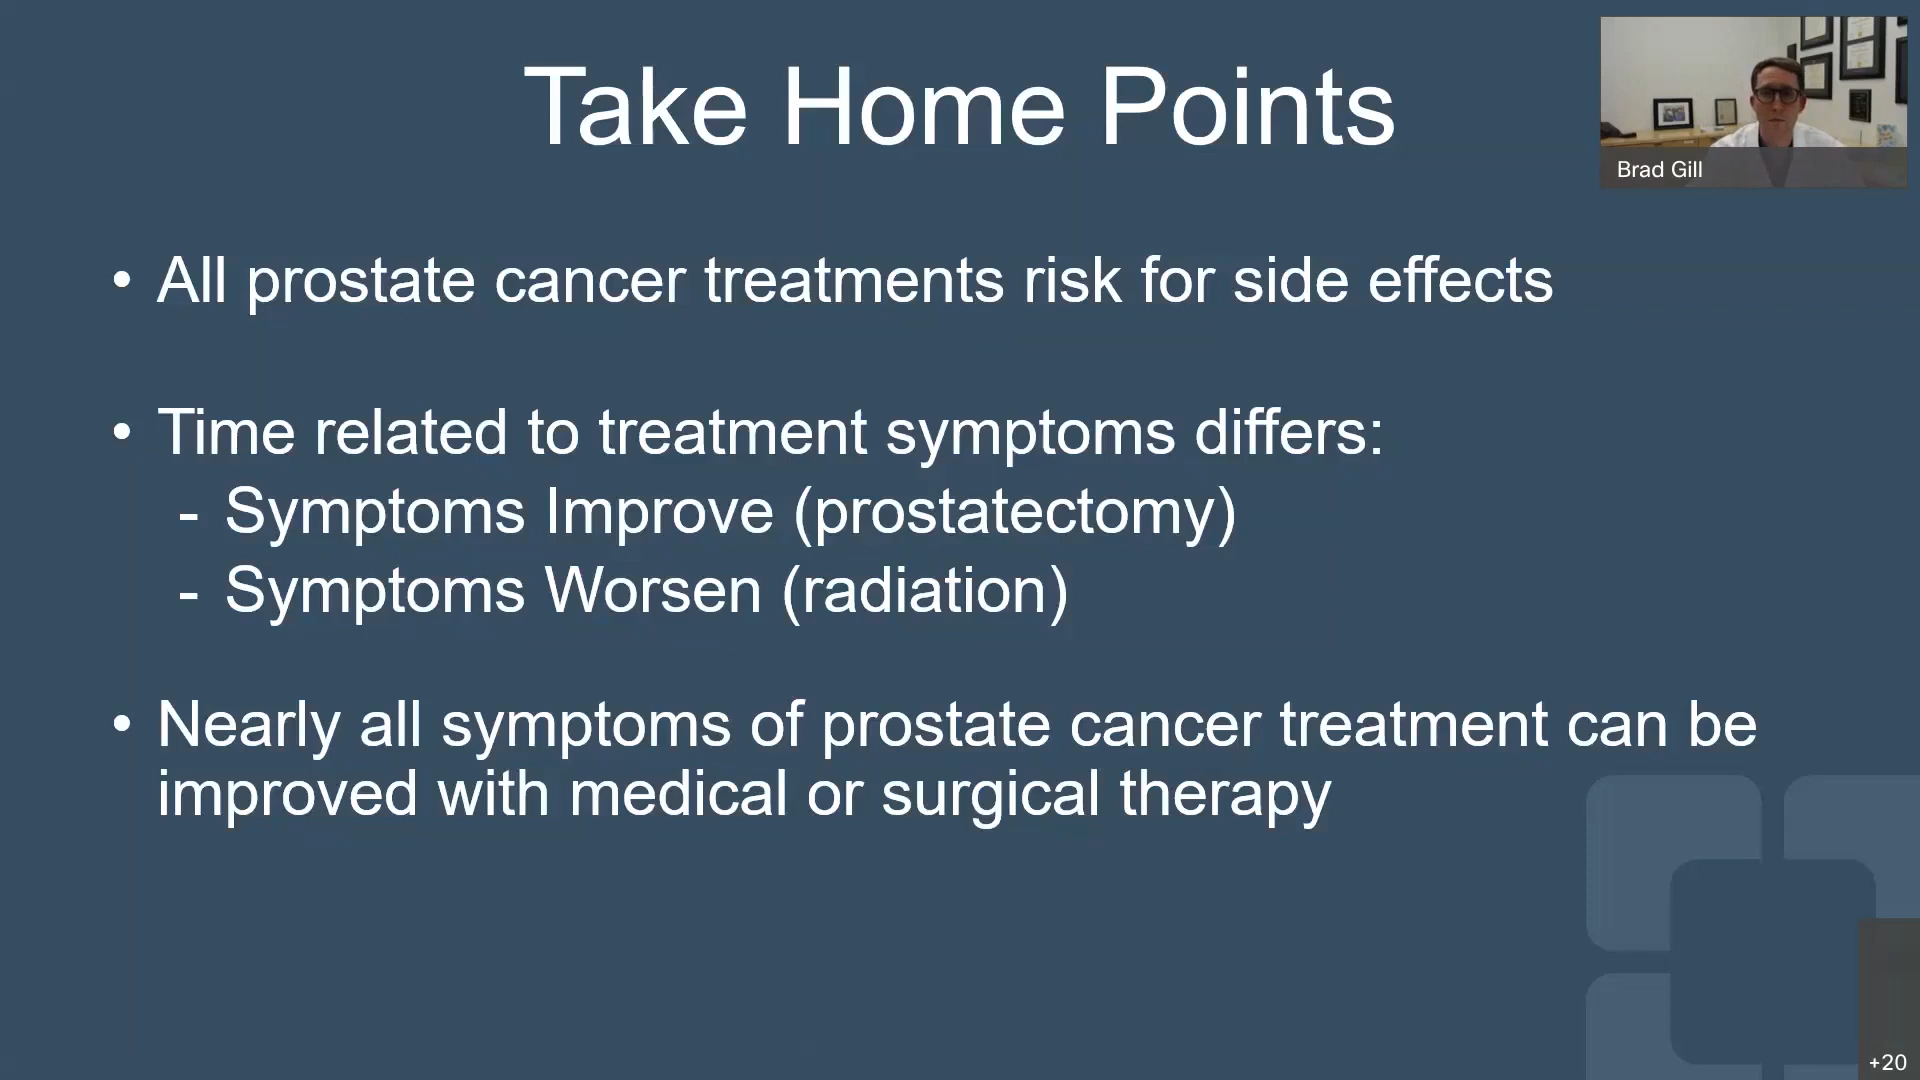 Take Home Points
Brad Gill
• All prostate cancer treatments risk for side effects
• Time related to treatment symptoms differs:
- Symptoms Improve (prostatectomy)
- Symptoms Worsen (radiation)
• Nearly all symptoms of prostate cancer treatment can be
improved with medical or surgical therapy
+20